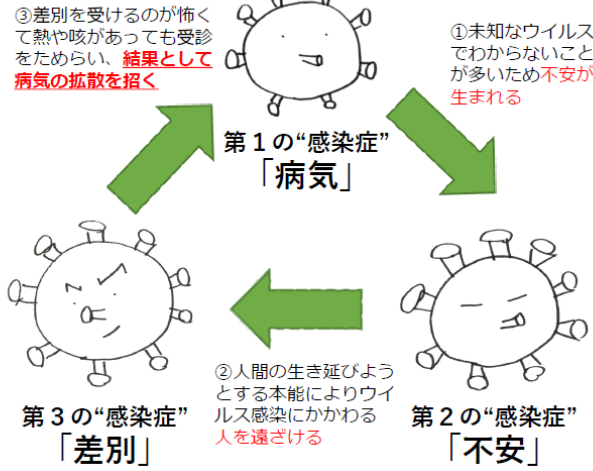 ③差別を受けるのが怖く
て熱や咳があっても受診
をためらい、結果として
病気の拡散を招く
①未知なウイルス
でわからないこと
が多いため不安が
生まれる
第１の“感染症”
「病気」
②人間の生き延びよう
とする本能によりウイ
ルス感染にかかわる
人を遠ざける
第３の“感染症”
「差別」
第２の“感染症”
「不安」